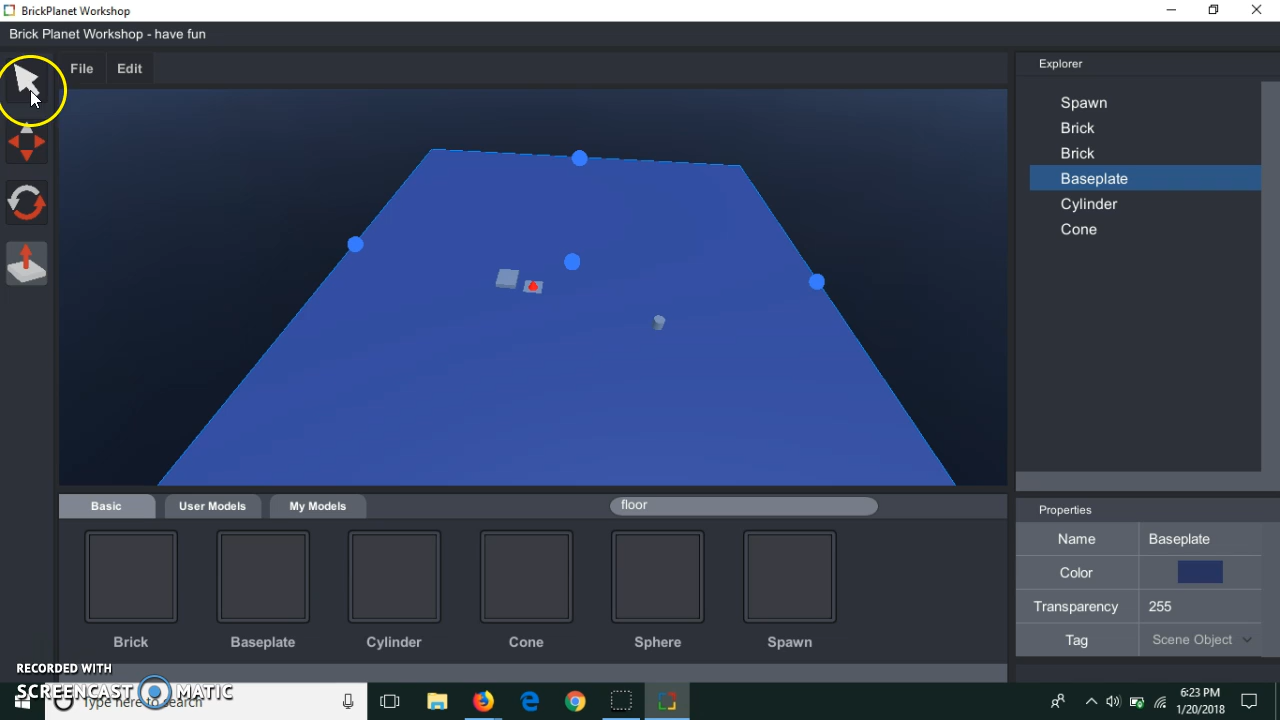 BrickPlanet Workshop
Brick Planet Workshop - have fun
File Edit
Explorer
Spawn
Brick
Brick
Baseplate
Cylinder
Cone
Basic User Models My Models floor
Brick Baseplate Cylinder Cone Sphere Spawn
Properties
Name Baseplate
Color
Transparency 255
Tag Scene Object
RECORDED WITH
SCREENCAST MATIC
Type here to search
6:23 PM
1/20/2018